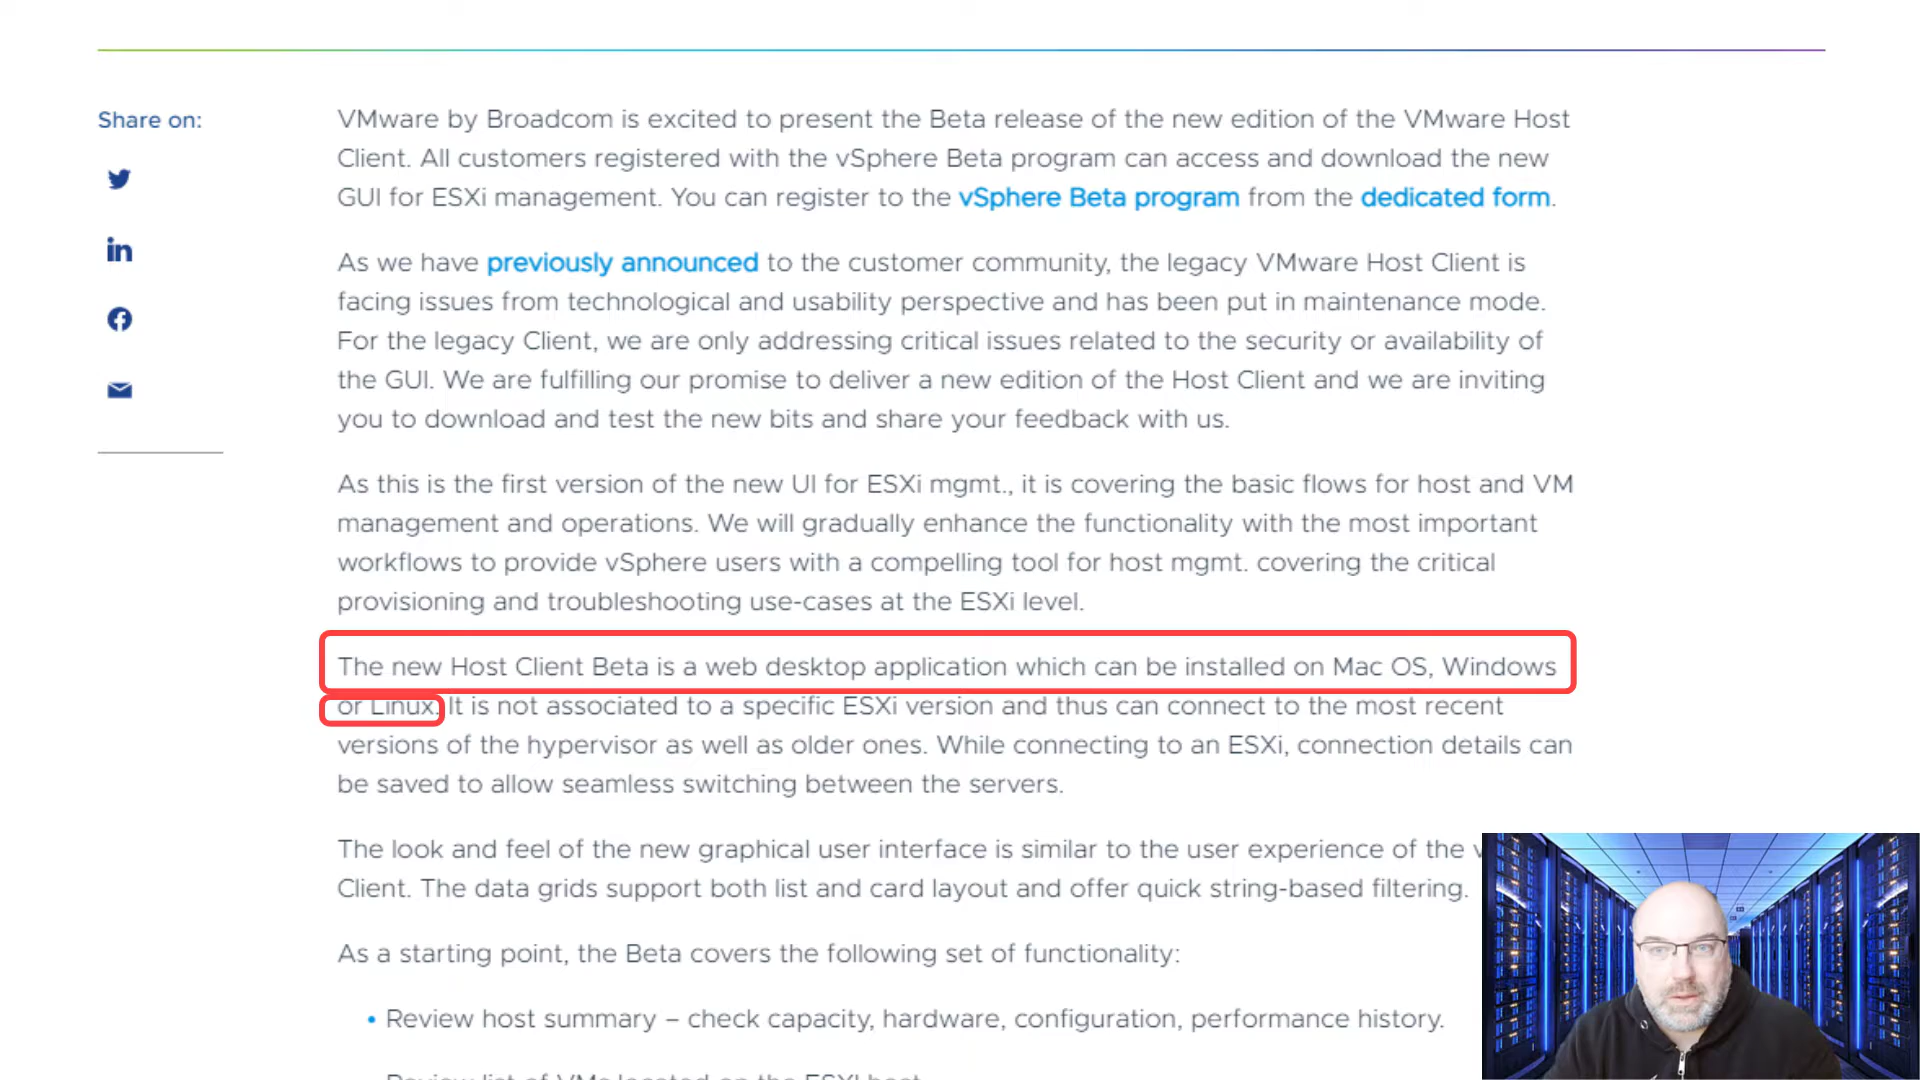 Share on:
VMware by Broadcom is excited to present the Beta release of the new edition of the VMware Host
Client. All customers registered with the vSphere Beta program can access and download the new
GUI for ESXi management. You can register to the vSphere Beta program from the dedicated form.
As we have previously announced to the customer community, the legacy VMware Host Client is
facing issues from technological and usability perspective and has been put in maintenance mode.
For the legacy Client, we are only addressing critical issues related to the security or availability of
the GUI. We are fulfilling our promise to deliver a new edition of the Host Client and we are inviting
you to download and test the new bits and share your feedback with us.
As this is the first version of the new UI for ESXi mgmt., it is covering the basic flows for host and VM
management and operations. We will gradually enhance the functionality with the most important
workflows to provide vSphere users with a compelling tool for host mgmt. covering the critical
provisioning and troubleshooting use-cases at the ESXi level.
The new Host Client Beta is a web desktop application which can be installed on Mac OS, Windows
or Linux. It is not associated to a specific ESXi version and thus can connect to the most recent
versions of the hypervisor as well as older ones. While connecting to an ESXi, connection details can
be saved to allow seamless switching between the servers.
The look and feel of the new graphical user interface is similar to the user experience of the
Client. The data grids support both list and card layout and offer quick string-based filtering.
As a starting point, the Beta covers the following set of functionality:
• Review host summary – check capacity, hardware, configuration, performance history.
Review list of VMs located on the ESXi host